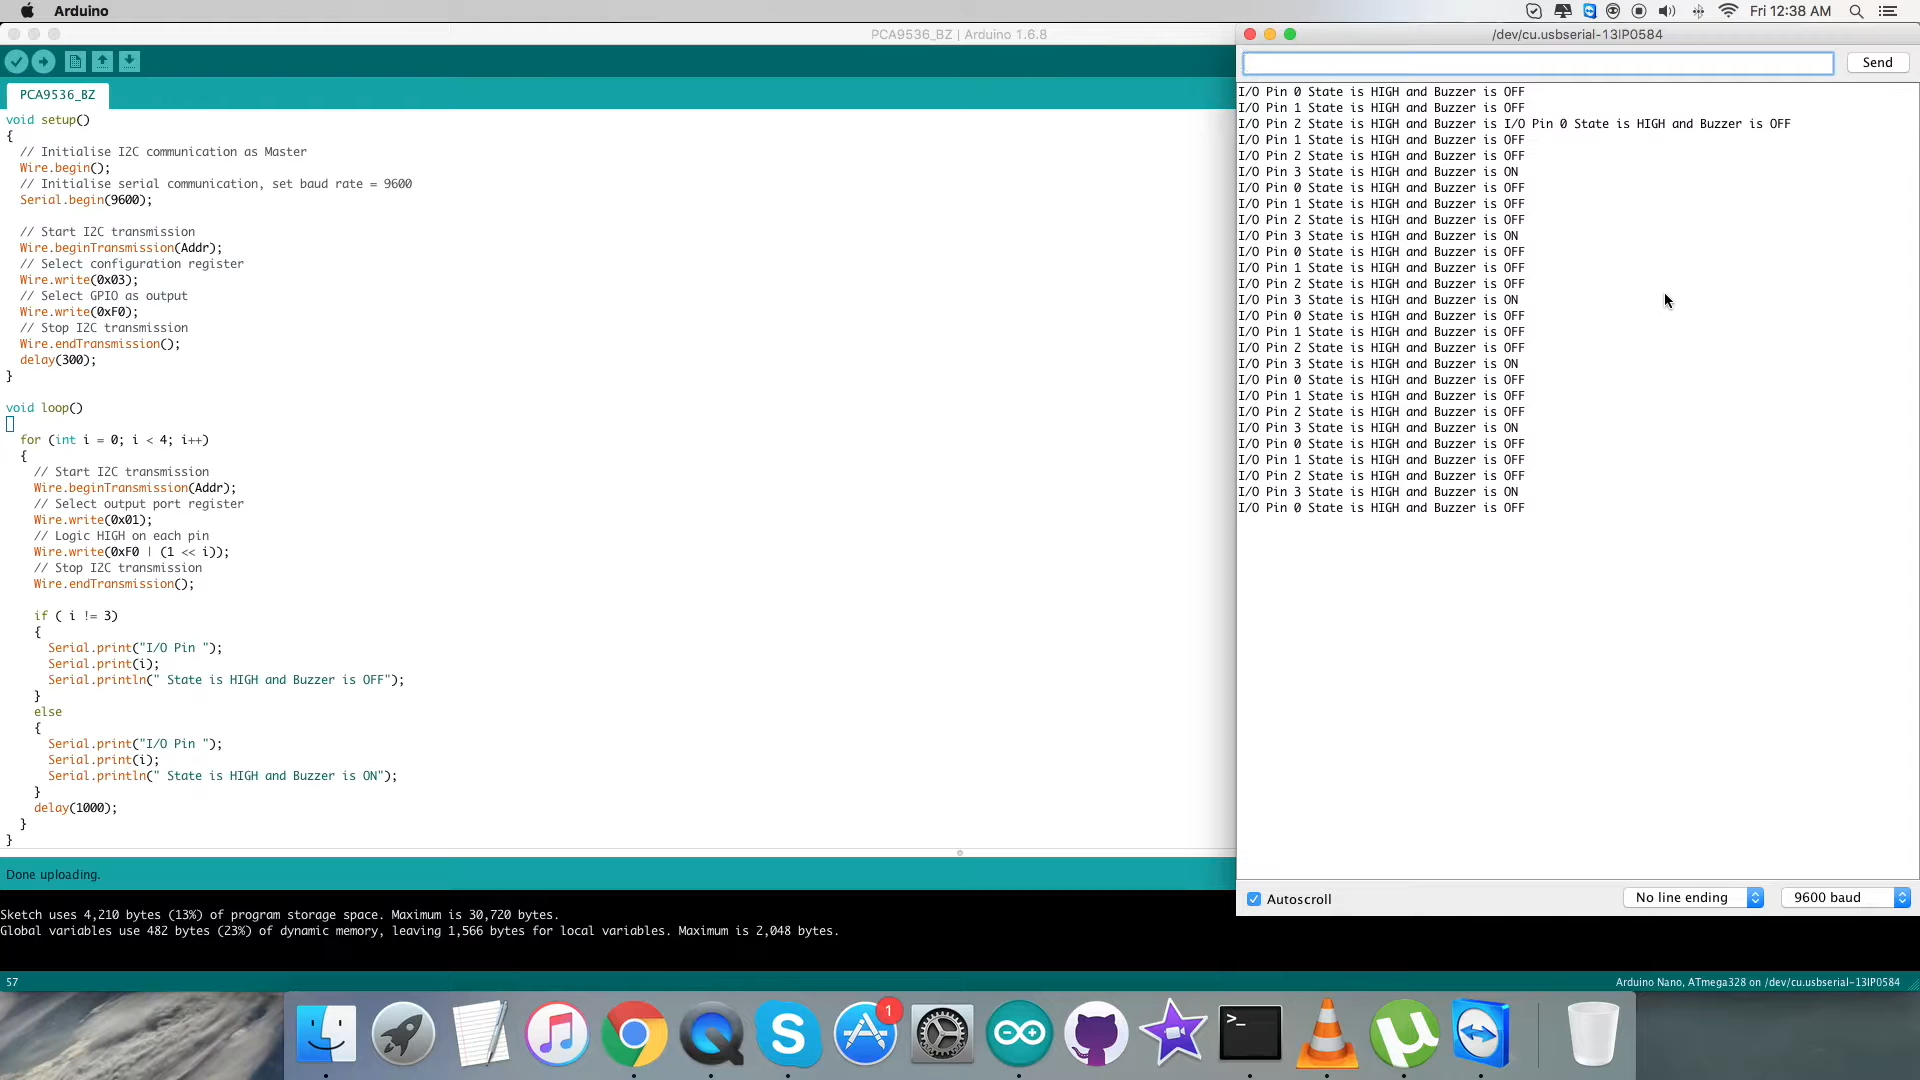 Arduino
Fri 12:38 AM
PCA9536_BZ | Arduino 1.6.8
PCA9536_BZ
void setup()
{
// Initialise I2C communication as Master
Wire.begin();
// Initialise serial communication, set baud rate = 9600
Serial.begin(9600);
// Start I2C transmission
Wire.beginTransmission(Addr);
// Select configuration register
Wire.write(0x03);
// Select GPIO as output
Wire.write(0xF0);
// Stop I2C transmission
Wire.endTransmission();
delay(300);
}
void loop()
for (int i = 0; i < 4; i++)
{
// Start I2C transmission
Wire.beginTransmission(Addr);
// Select output port register
Wire.write(0x01);
// Logic HIGH on each pin
Wire.write(0xF0 | (1 << i));
// Stop I2C transmission
Wire.endTransmission();
if ( i != 3)
{
Serial.print("I/O Pin ");
Serial.print(i);
Serial.println(" State is HIGH and Buzzer is OFF");
}
else
{
Serial.print("I/O Pin ");
Serial.print(i);
Serial.println(" State is HIGH and Buzzer is ON");
}
delay(1000);
}
}
Done uploading.
Sketch uses 4,210 bytes (13%) of program storage space. Maximum is 30,720 bytes.
Global variables use 482 bytes (23%) of dynamic memory, leaving 1,566 bytes for local variables. Maximum is 2,048 bytes.
57
Arduino Nano, ATmega328 on /dev/cu.usbserial-13IP0584
/dev/cu.usbserial-13IP0584
Send
I/O Pin 0 State is HIGH and Buzzer is OFF
I/O Pin 1 State is HIGH and Buzzer is OFF
I/O Pin 2 State is HIGH and Buzzer is I/O Pin 0 State is HIGH and Buzzer is OFF
I/O Pin 1 State is HIGH and Buzzer is OFF
I/O Pin 2 State is HIGH and Buzzer is OFF
I/O Pin 3 State is HIGH and Buzzer is ON
I/O Pin 0 State is HIGH and Buzzer is OFF
I/O Pin 1 State is HIGH and Buzzer is OFF
I/O Pin 2 State is HIGH and Buzzer is OFF
I/O Pin 3 State is HIGH and Buzzer is ON
I/O Pin 0 State is HIGH and Buzzer is OFF
I/O Pin 1 State is HIGH and Buzzer is OFF
I/O Pin 2 State is HIGH and Buzzer is OFF
I/O Pin 3 State is HIGH and Buzzer is ON
I/O Pin 0 State is HIGH and Buzzer is OFF
I/O Pin 1 State is HIGH and Buzzer is OFF
I/O Pin 2 State is HIGH and Buzzer is OFF
I/O Pin 3 State is HIGH and Buzzer is ON
I/O Pin 0 State is HIGH and Buzzer is OFF
I/O Pin 1 State is HIGH and Buzzer is OFF
I/O Pin 2 State is HIGH and Buzzer is OFF
I/O Pin 3 State is HIGH and Buzzer is ON
I/O Pin 0 State is HIGH and Buzzer is OFF
I/O Pin 1 State is HIGH and Buzzer is OFF
I/O Pin 2 State is HIGH and Buzzer is OFF
I/O Pin 3 State is HIGH and Buzzer is ON
I/O Pin 0 State is HIGH and Buzzer is OFF
Autoscroll
No line ending
9600 baud
1